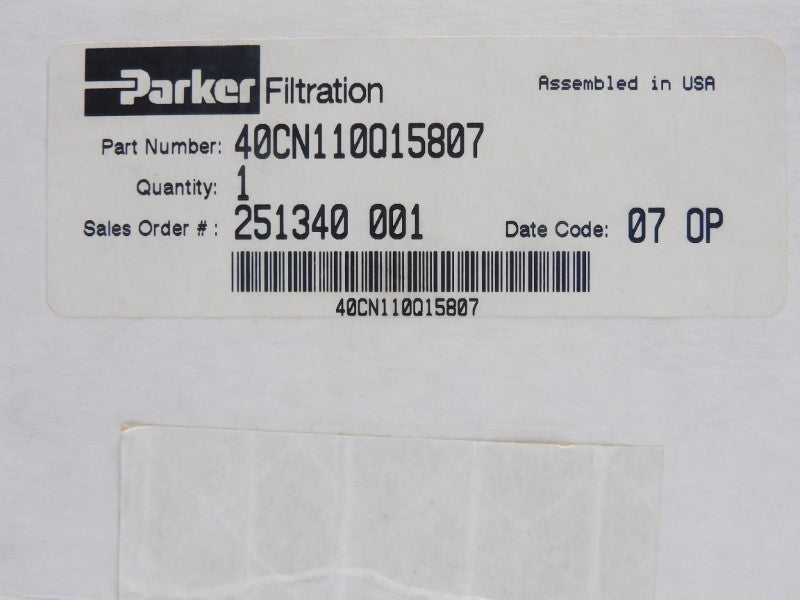 Parker Filtration
Assembled in USA
Part Number: 40CN110Q15807
Quantity: 1
Sales Order # : 251340 001 Date Code: 07 OP
40CN110Q15807